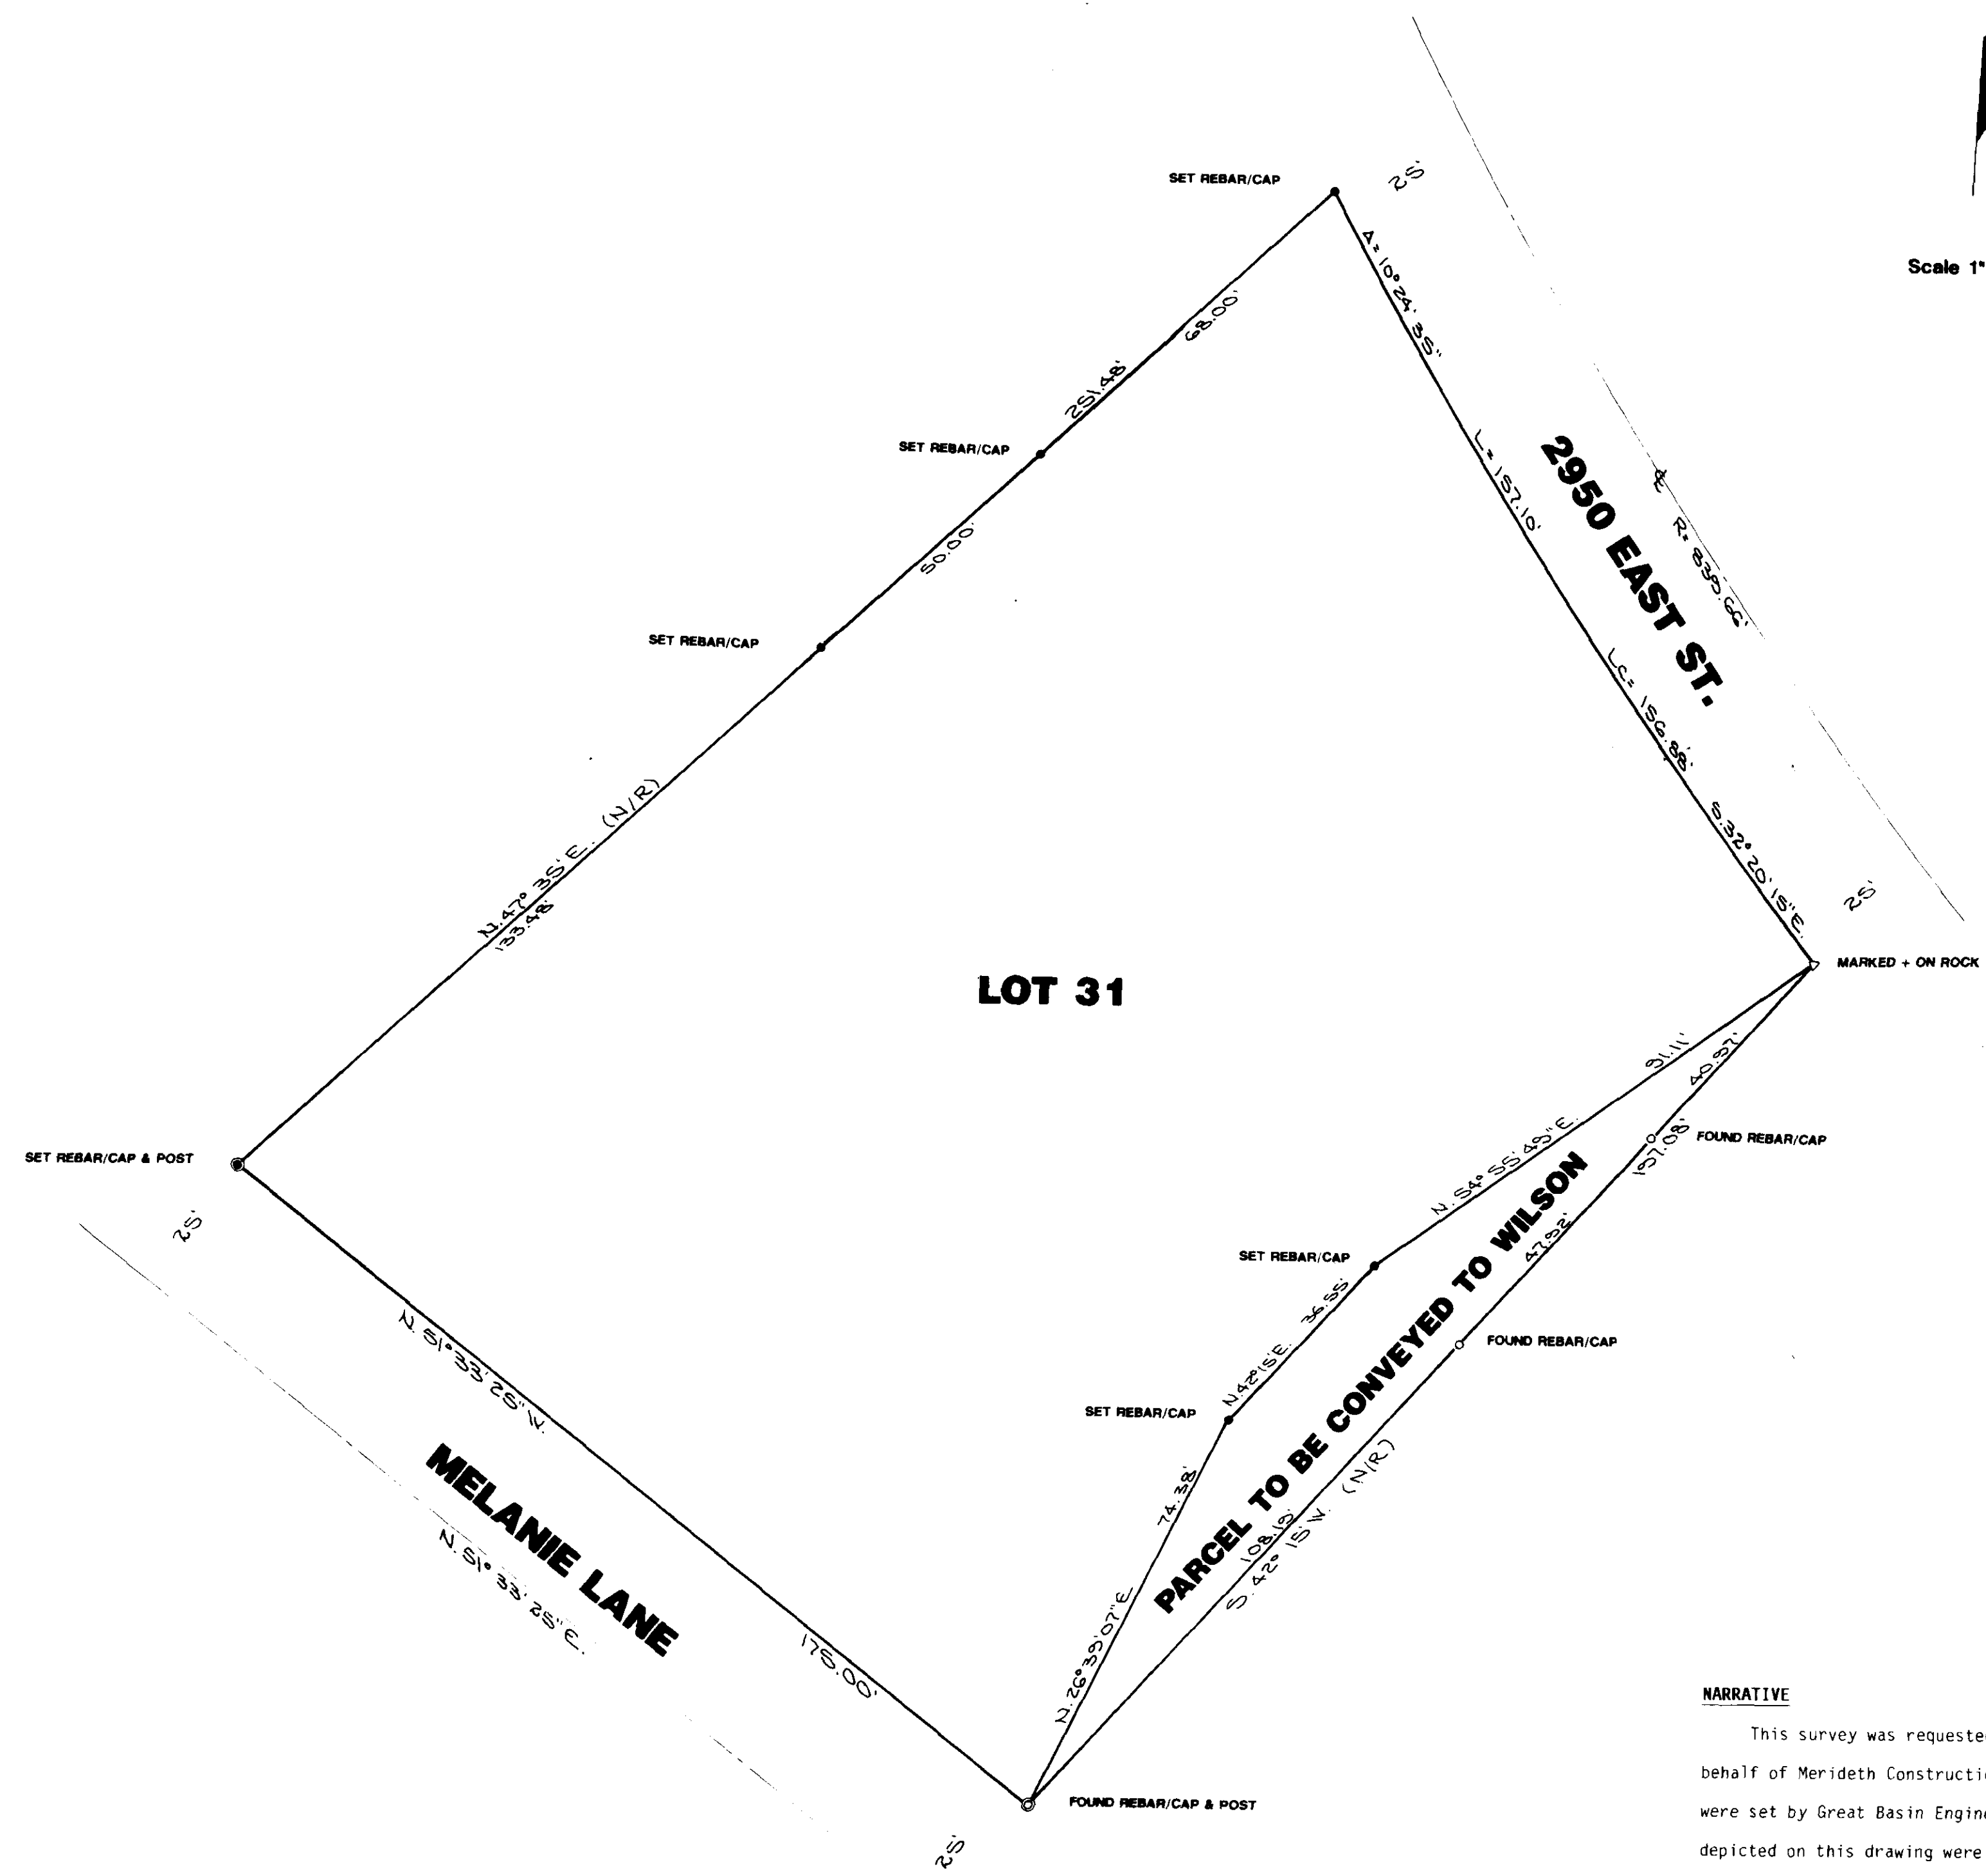 25'
SET REBAR/CAP
Scale 1"
Δ= 10° 24' 35"
68.00'
251.48'
SET REBAR/CAP
L= 157.10'
2950 EAST ST.
R= 839.66'
50.00'
SET REBAR/CAP
LC= 156.88'
S.32° 20' 15"E.
N.47° 35' E. (N/R)
133.48'
25'
MARKED + ON ROCK
LOT 31
91.11'
40.97'
FOUND REBAR/CAP
197.08'
SET REBAR/CAP & POST
N. 54° 55' 49" E.
25'
47.92'
SET REBAR/CAP
36.55'
N.42°15'E.
FOUND REBAR/CAP
N. 51° 33' 25" W.
SET REBAR/CAP
PARCEL TO BE CONVEYED TO WILSON
74.38'
108.19'
S. 42° 15' W. (N/R)
MELANIE LANE
N. 51° 33' 25" E.
N. 26° 39' 07" E.
175.00'
FOUND REBAR/CAP & POST
25'
NARRATIVE
This survey was requeste
behalf of Merideth Constructi
were set by Great Basin Engin
depicted on this drawing were